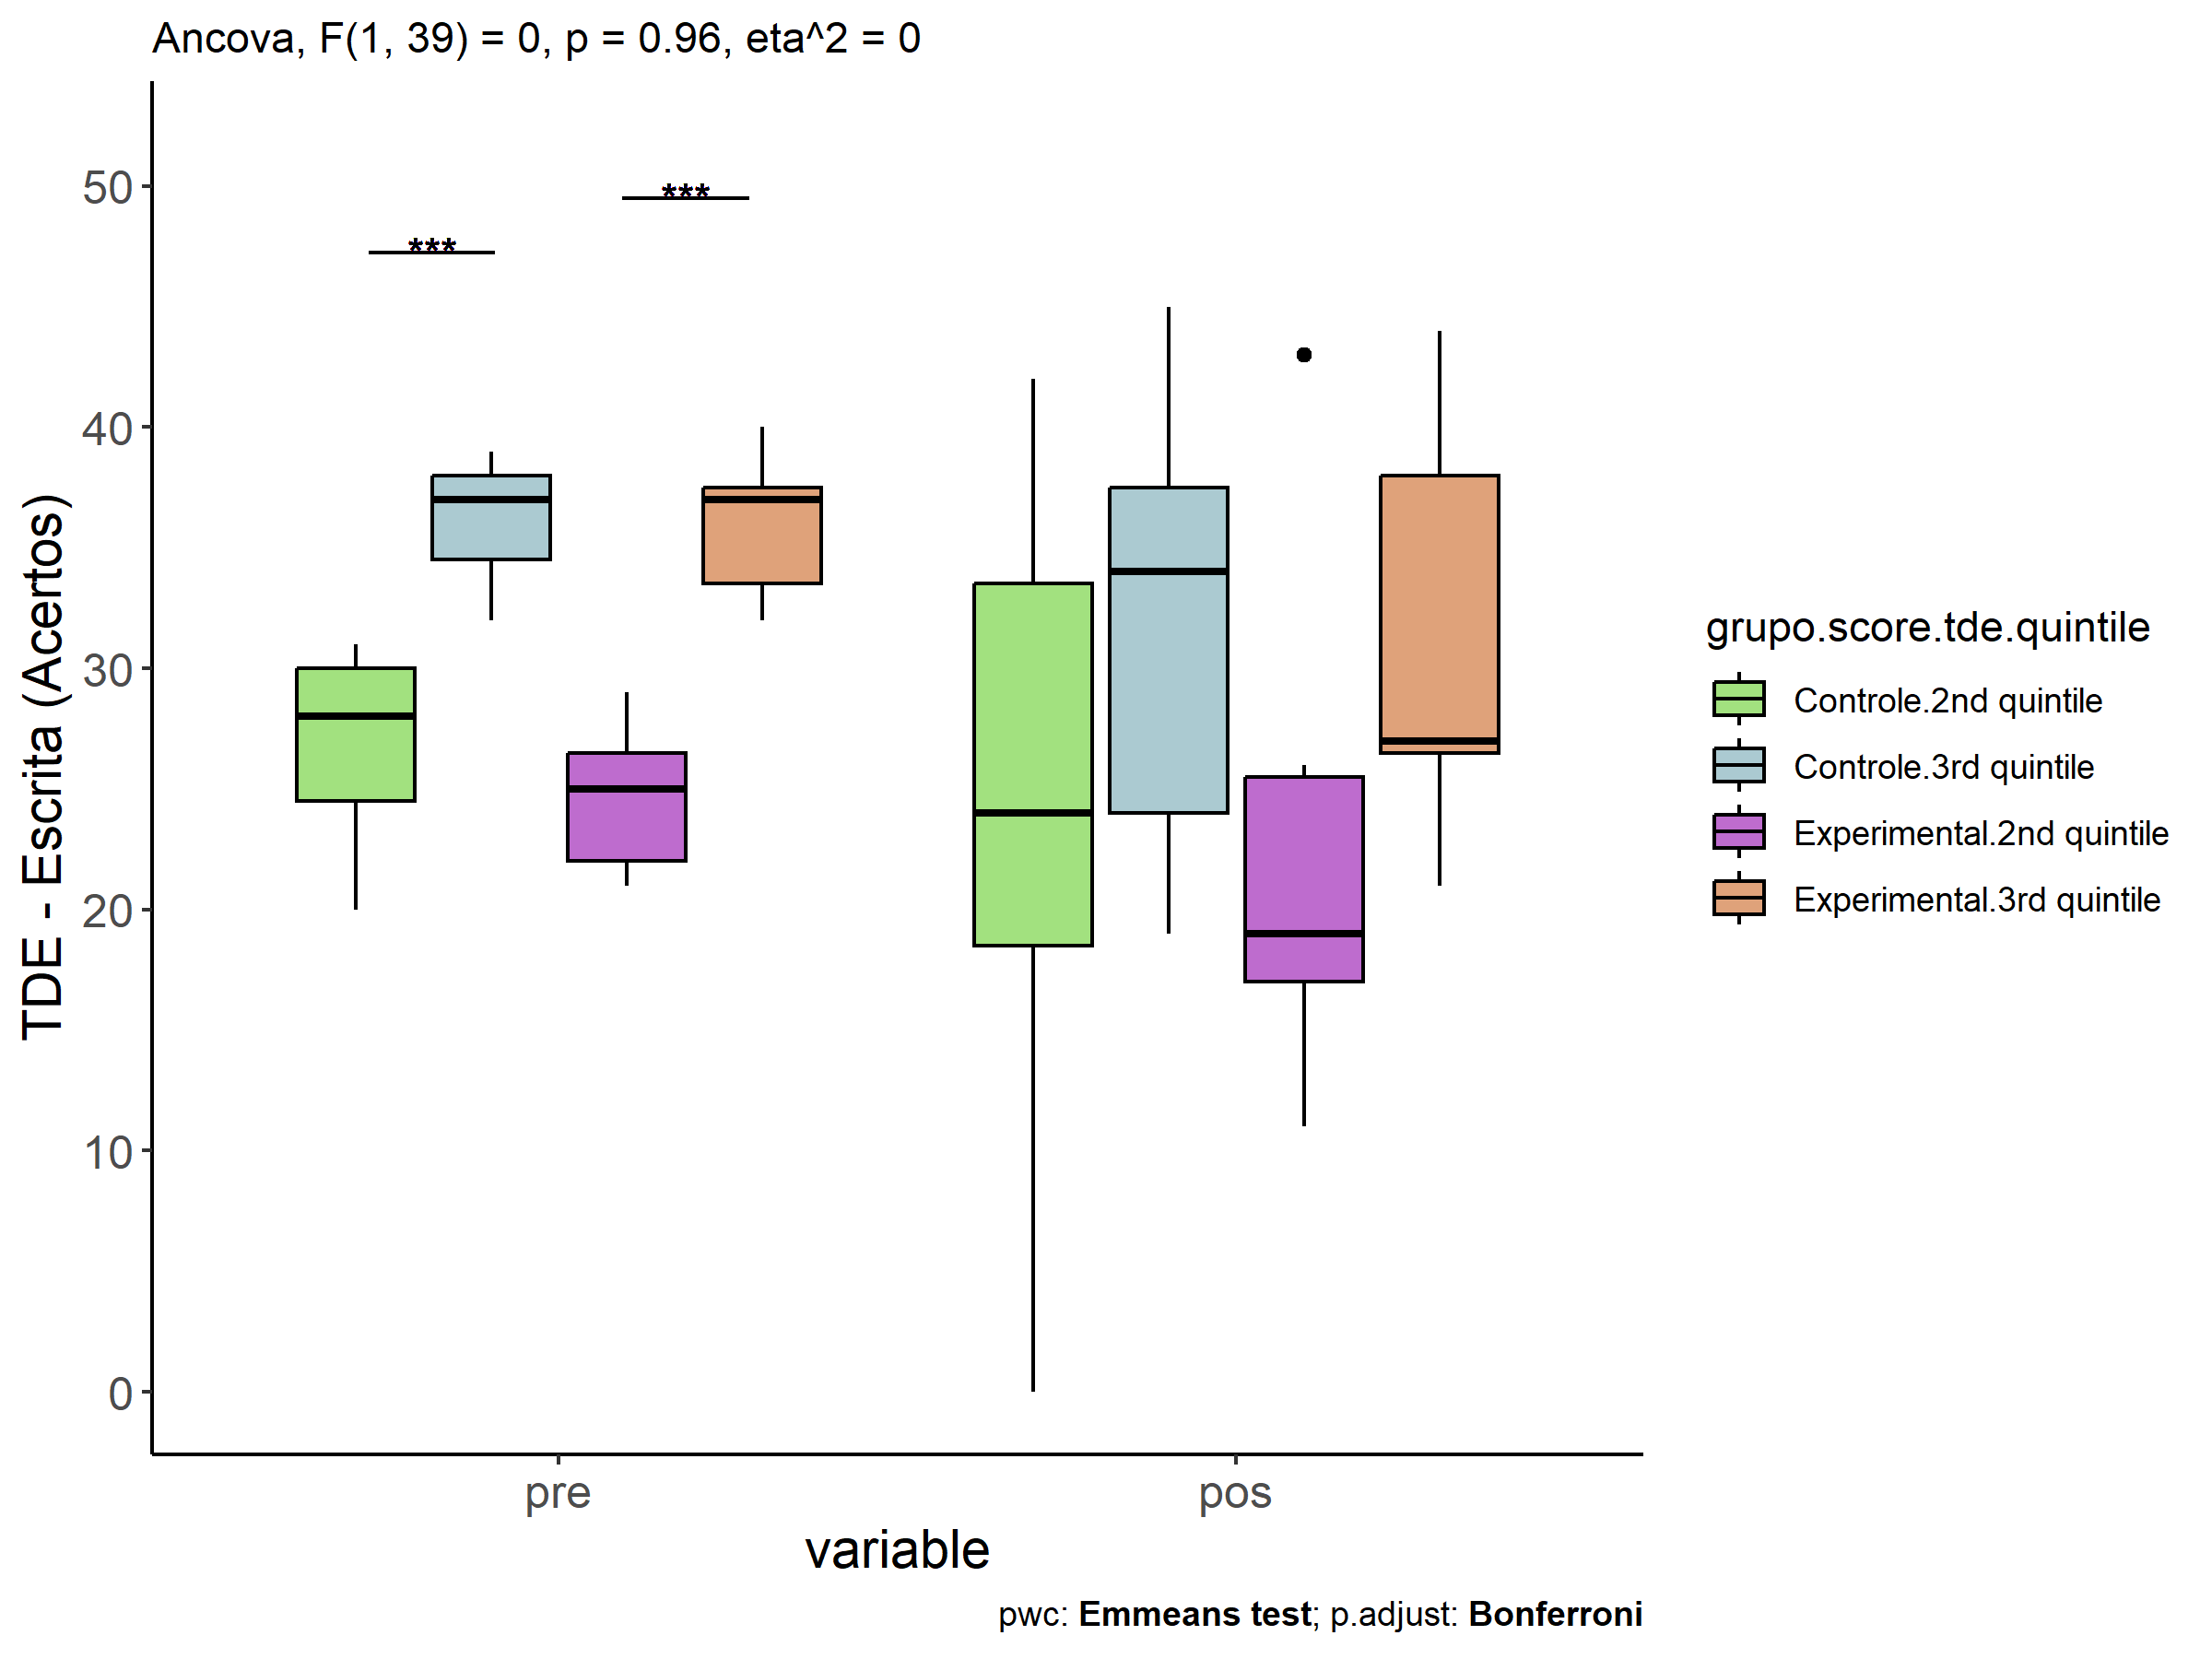 Ancova, F(1, 39) = 0, p = 0.96, eta^2 = 0
TDE - Escrita (Acertos)
50
40
30
20
10
0
***
***
pre
pos
variable
grupo.score.tde.quintile
Controle.2nd quintile
Controle.3rd quintile
Experimental.2nd quintile
Experimental.3rd quintile
pwc: Emmeans test; p.adjust: Bonferroni